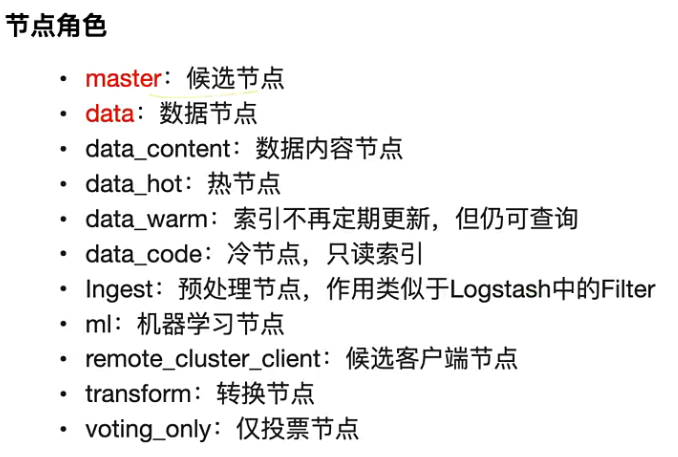 节点角色
• master：候选节点
• data：数据节点
• data_content：数据内容节点
• data_hot：热节点
• data_warm：索引不再定期更新，但仍可查询
• data_code：冷节点，只读索引
• Ingest：预处理节点，作用类似于Logstash中的Filter
• ml：机器学习节点
• remote_cluster_client：候选客户端节点
• transform：转换节点
• voting_only：仅投票节点